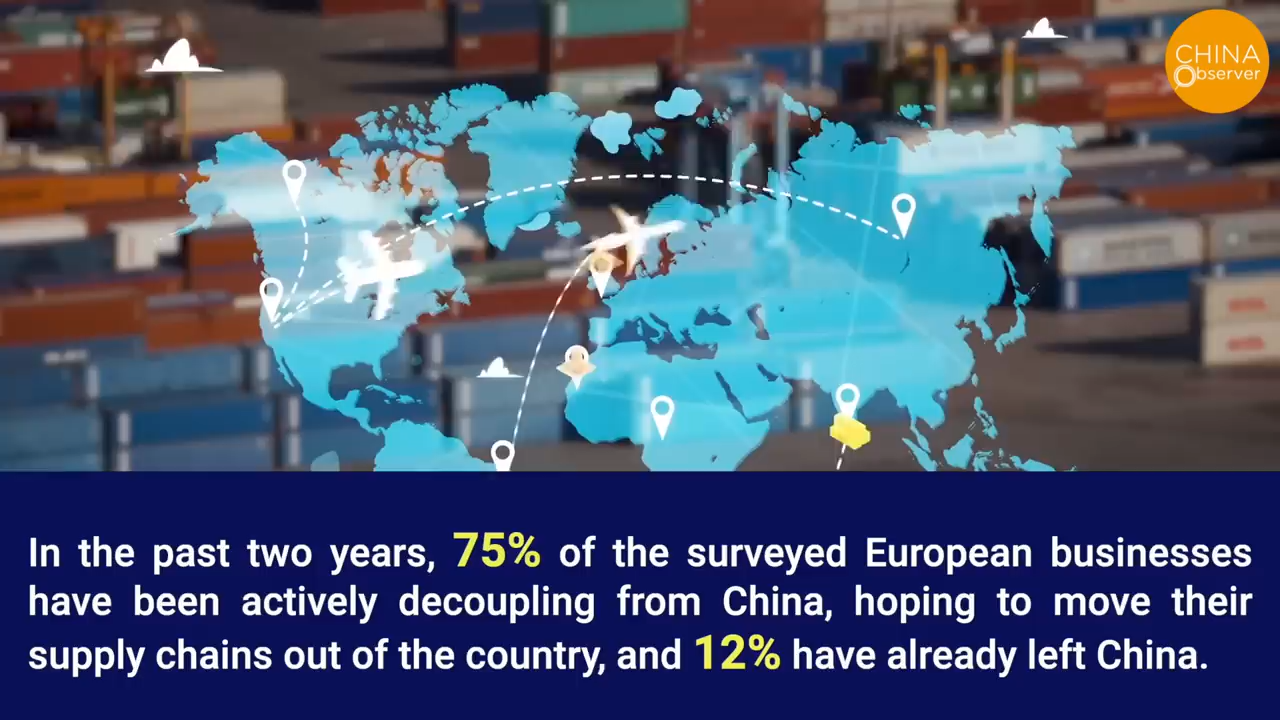 CHINA
Observer
In the past two years, 75% of the surveyed European businesses
have been actively decoupling from China, hoping to move their
supply chains out of the country, and 12% have already left China.